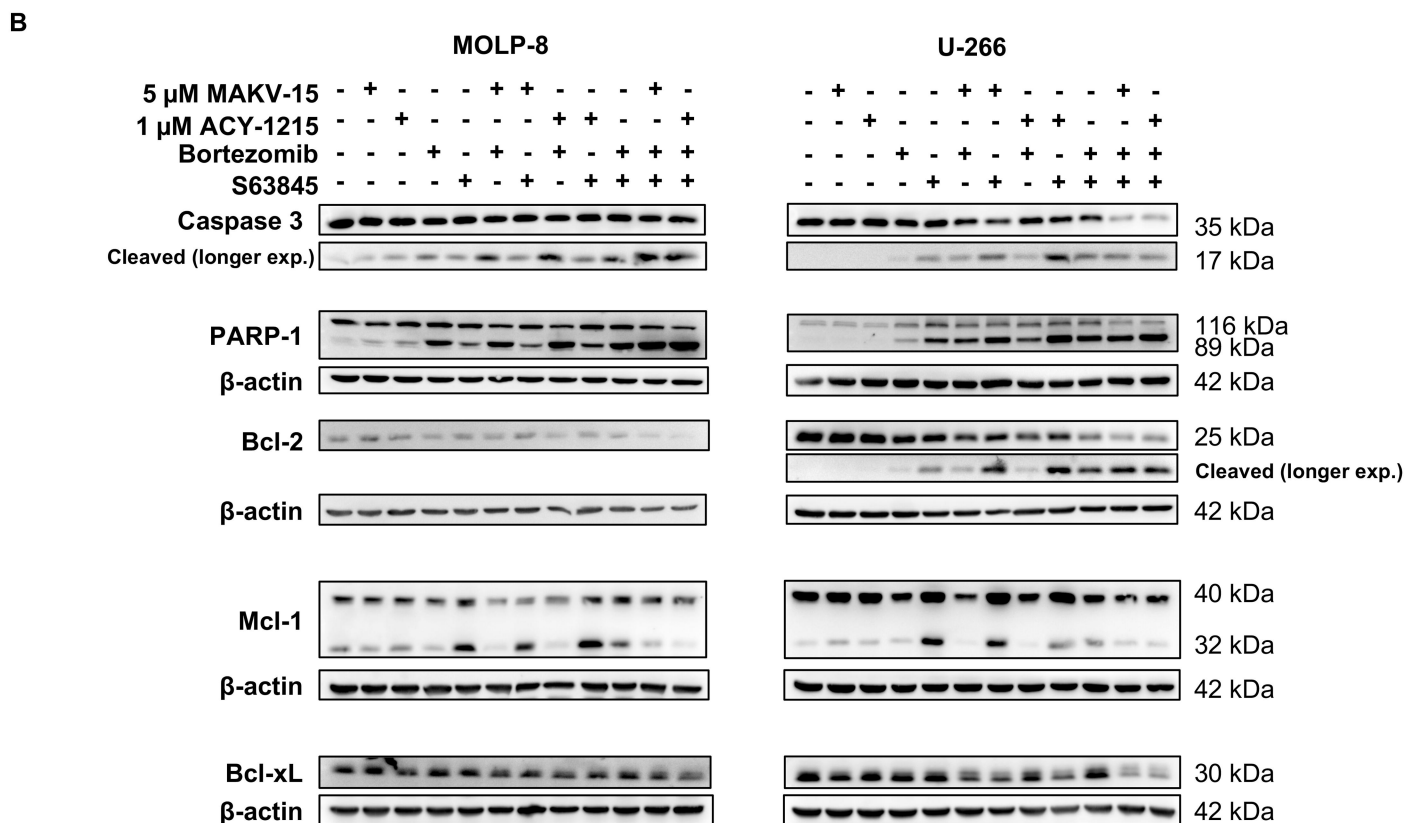 B
MOLP-8 U-266
5 µM MAKV-15 - + - - - + + - - - + - - + - - - + + - - - + -
1 µM ACY-1215 - - + - - - - + + - - + - - + - - - - + + - - +
Bortezomib - - - + - + - + - + + + - - - + - + - + - + + +
S63845 - - - - + - + - + + + + - - - - + - + - + + + +
Caspase 3 35 kDa
Cleaved (longer exp.) 17 kDa
PARP-1 116 kDa
89 kDa
β-actin 42 kDa
Bcl-2 25 kDa
Cleaved (longer exp.)
β-actin 42 kDa
Mcl-1 40 kDa
32 kDa
β-actin 42 kDa
Bcl-xL 30 kDa
β-actin 42 kDa